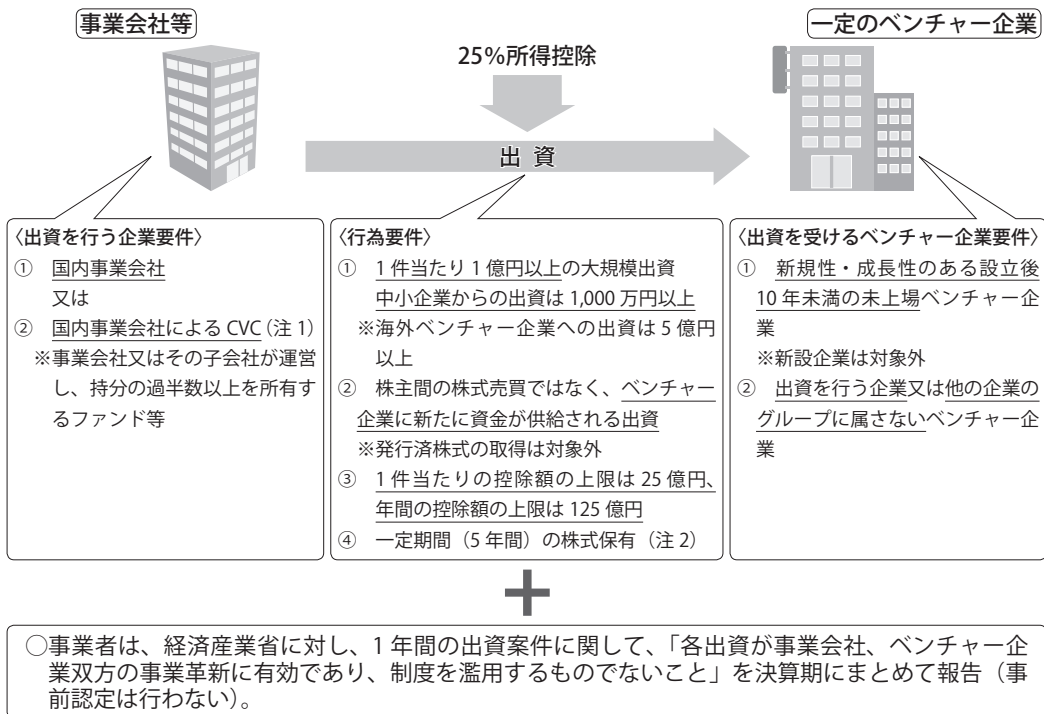 事業会社等
一定のベンチャー企業
25%所得控除
出 資
〈出資を行う企業要件〉
① 国内事業会社
又は
② 国内事業会社による CVC(注 1)
※事業会社又はその子会社が運営
し、持分の過半数以上を所有す
るファンド等
〈行為要件〉
① 1 件当たり 1 億円以上の大規模出資
中小企業からの出資は 1,000 万円以上
※海外ベンチャー企業への出資は 5 億円
以上
② 株主間の株式売買ではなく、ベンチャー
企業に新たに資金が供給される出資
※発行済株式の取得は対象外
③ 1 件当たりの控除額の上限は 25 億円、
年間の控除額の上限は 125 億円
④ 一定期間（5 年間）の株式保有（注 2）
〈出資を受けるベンチャー企業要件〉
① 新規性・成長性のある設立後
10 年未満の未上場ベンチャー企
業
※新設企業は対象外
② 出資を行う企業又は他の企業の
グループに属さないベンチャー企
業
+
○事業者は、経済産業省に対し、1 年間の出資案件に関して、「各出資が事業会社、ベンチャー企
業双方の事業革新に有効であり、制度を濫用するものでないこと」を決算期にまとめて報告（事
前認定は行わない）。